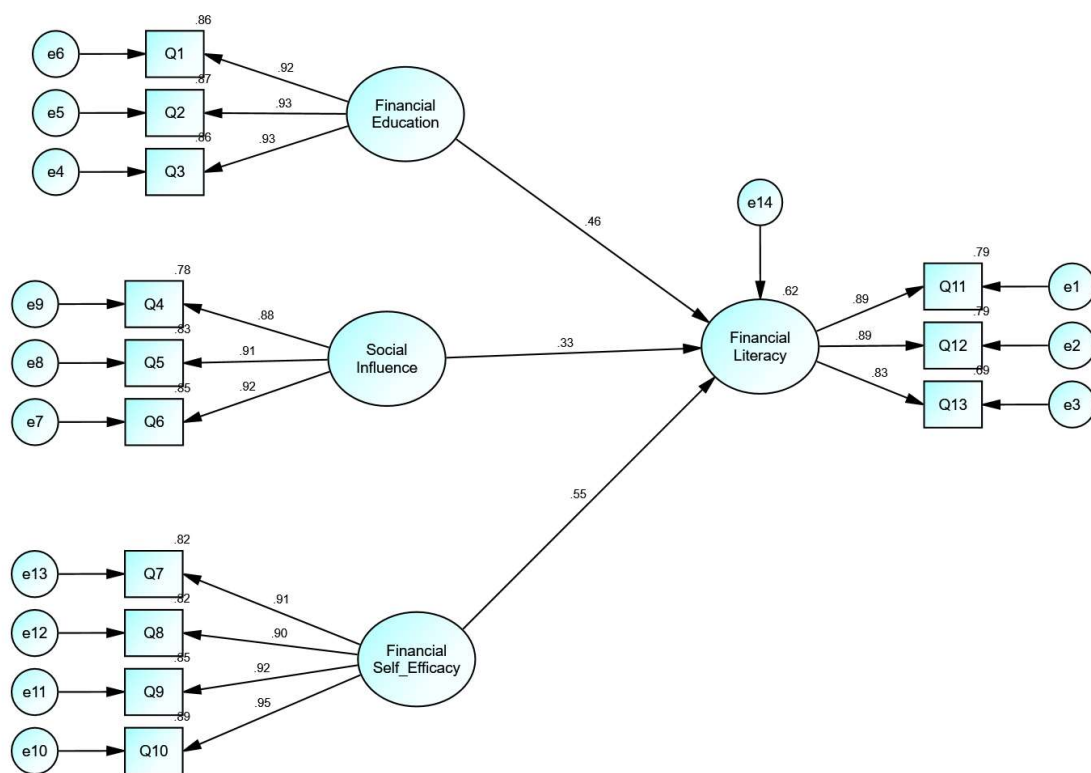 .86
e6
Q1
.92
.87
e5
Q2
.93
.86
e4
Q3
.93
Financial
Education
.46
e14
.78
e9
Q4
.88
.83
e8
Q5
.91
.85
e7
Q6
.92
Social
Influence
.33
.62
Financial
Literacy
.79
.89
Q11
e1
.79
.89
Q12
e2
.69
.83
Q13
e3
.55
.82
e13
Q7
.91
.82
e12
Q8
.90
.85
e11
Q9
.92
.89
e10
Q10
.95
Financial
Self_Efficacy